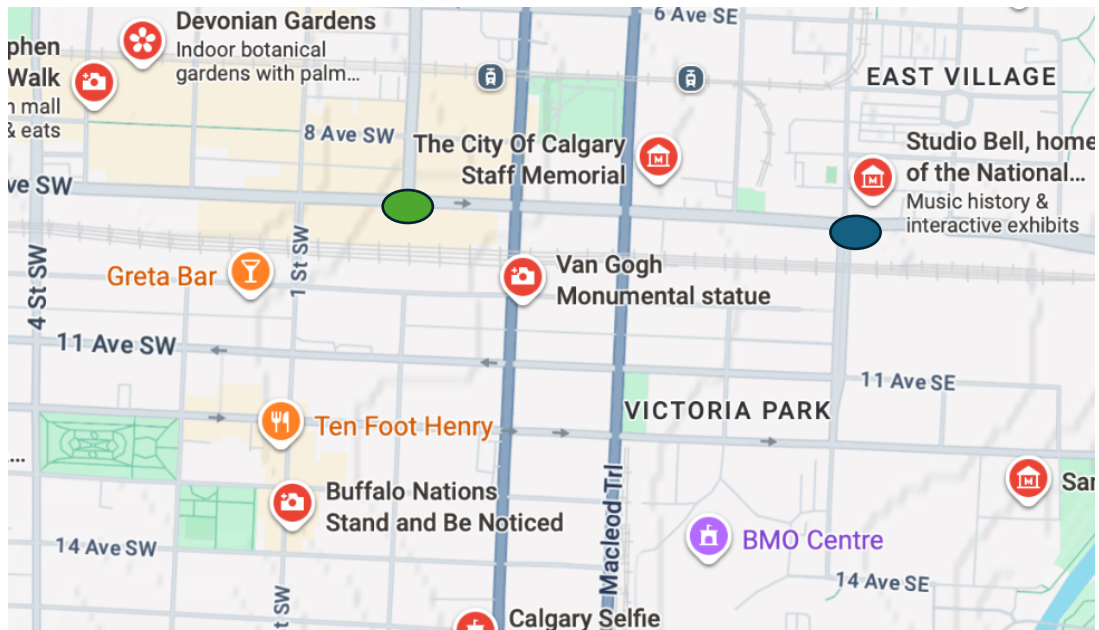 Devonian Gardens
Indoor botanical
gardens with palm...
6 Ave SE
phen
Walk
n mall
& eats
EAST VILLAGE
8 Ave SW
The City Of Calgary
Staff Memorial
Studio Bell, home
of the National...
Music history &
interactive exhibits
ve SW
4 St SW
1 St SW
Greta Bar
Van Gogh
Monumental statue
11 Ave SW
11 Ave SE
VICTORIA PARK
Ten Foot Henry
...
Buffalo Nations
Stand and Be Noticed
Macleod Trl
Sar
BMO Centre
14 Ave SW
14 Ave SE
t SW
Calgary Selfie